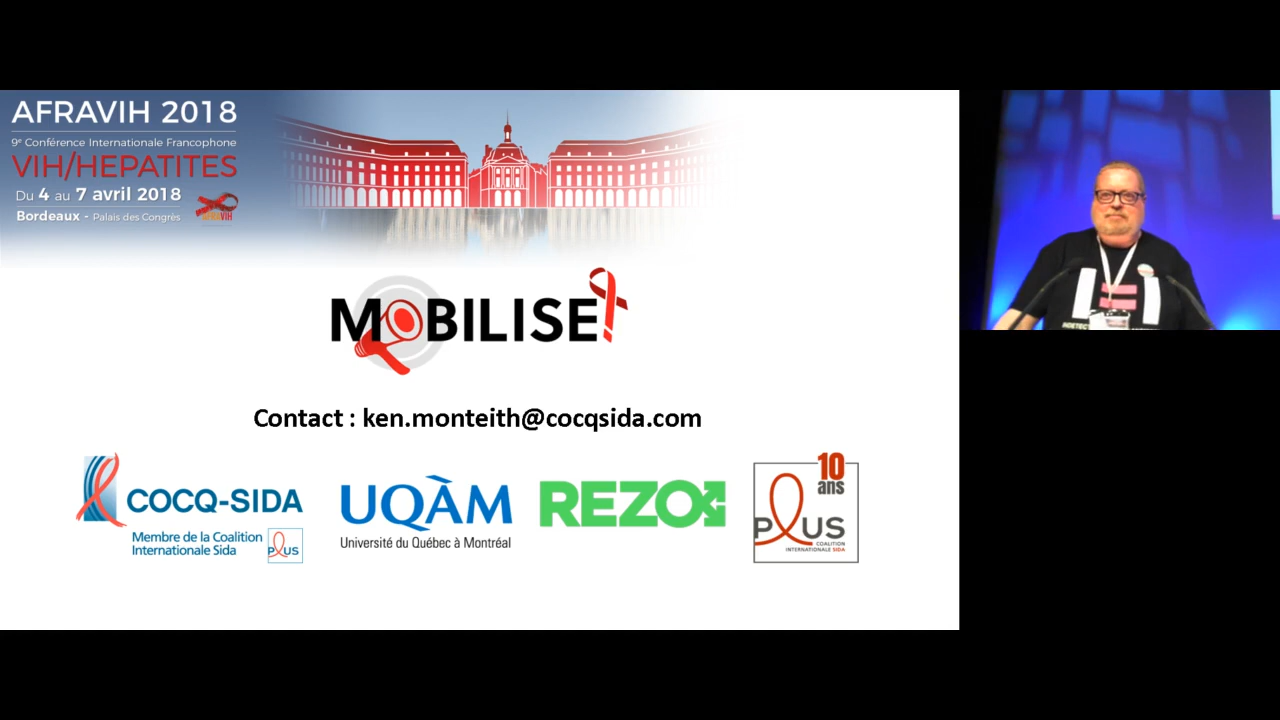 AFRAVIH 2018
9e Conférence Internationale Francophone
VIH/HEPATITES
Du 4 au 7 avril 2018
Bordeaux - Palais des Congrès
AFRAVIH
MOBILISE!
Contact : ken.monteith@cocqsida.com
COCQ-SIDA
Membre de la Coalition
Internationale Sida
PLUS
UQÀM
Université du Québec à Montréal
REZO
10
ans
PLUS
COALITION
INTERNATIONALE SIDA
U=U